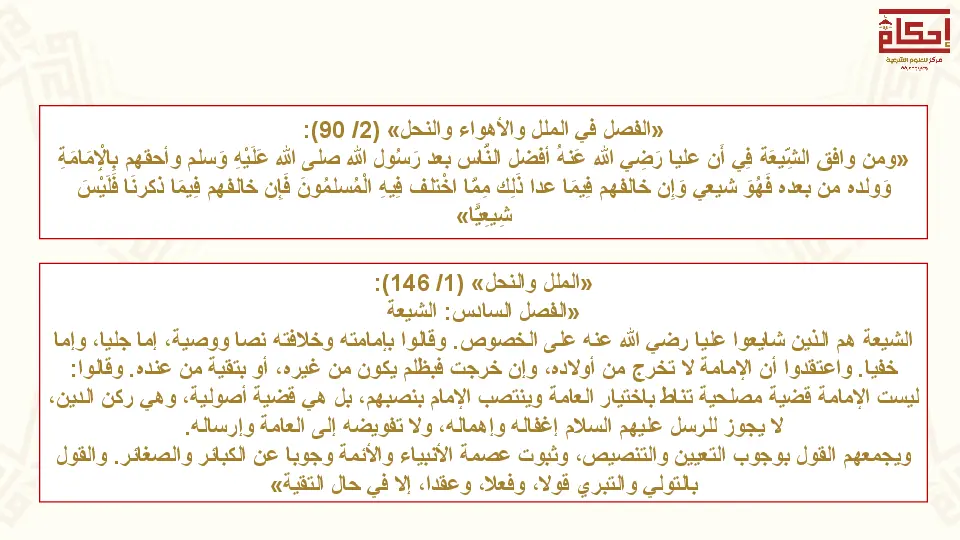 إحكام
مركز للعلوم الشرعية
«الفصل في الملل والأهواء والنحل» (2/ 90):
«ومن وافق الشِّيعَة فِي أَن عليا رَضِي الله عَنهُ أفضل النَّاس بعد رَسُول الله صلى الله عَلَيْهِ وَسلم وأحقهم بِالْإِمَامَةِ
وَولده من بعده فَهُوَ شيعي وَإِن خالفهم فِيمَا عدا ذَلِك مِمَّا اخْتلف فِيهِ الْمُسلمُونَ فَإِن خالفهم فِيمَا ذكرنَا فَلَيْسَ
شِيعِيًّا»
«الملل والنحل» (1/ 146):
«الفصل السادس: الشيعة
الشيعة هم الذين شايعوا عليا رضي الله عنه على الخصوص. وقالوا بإمامته وخلافته نصا ووصية، إما جليا، وإما
خفيا. واعتقدوا أن الإمامة لا تخرج من أولاده، وإن خرجت فبظلم يكون من غيره، أو بتقية من عنده. وقالوا:
ليست الإمامة قضية مصلحية تناط باختيار العامة وينتصب الإمام بنصبهم، بل هي قضية أصولية، وهي ركن الدين،
لا يجوز للرسل عليهم السلام إغفاله وإهماله، ولا تفويضه إلى العامة وإرساله.
ويجمعهم القول بوجوب التعيين والتنصيص، وثبوت عصمة الأنبياء والأئمة وجوبا عن الكبائر والصغائر. والقول
بالتولي والتبري قولا، وفعلا، وعقدا، إلا في حال التقية»